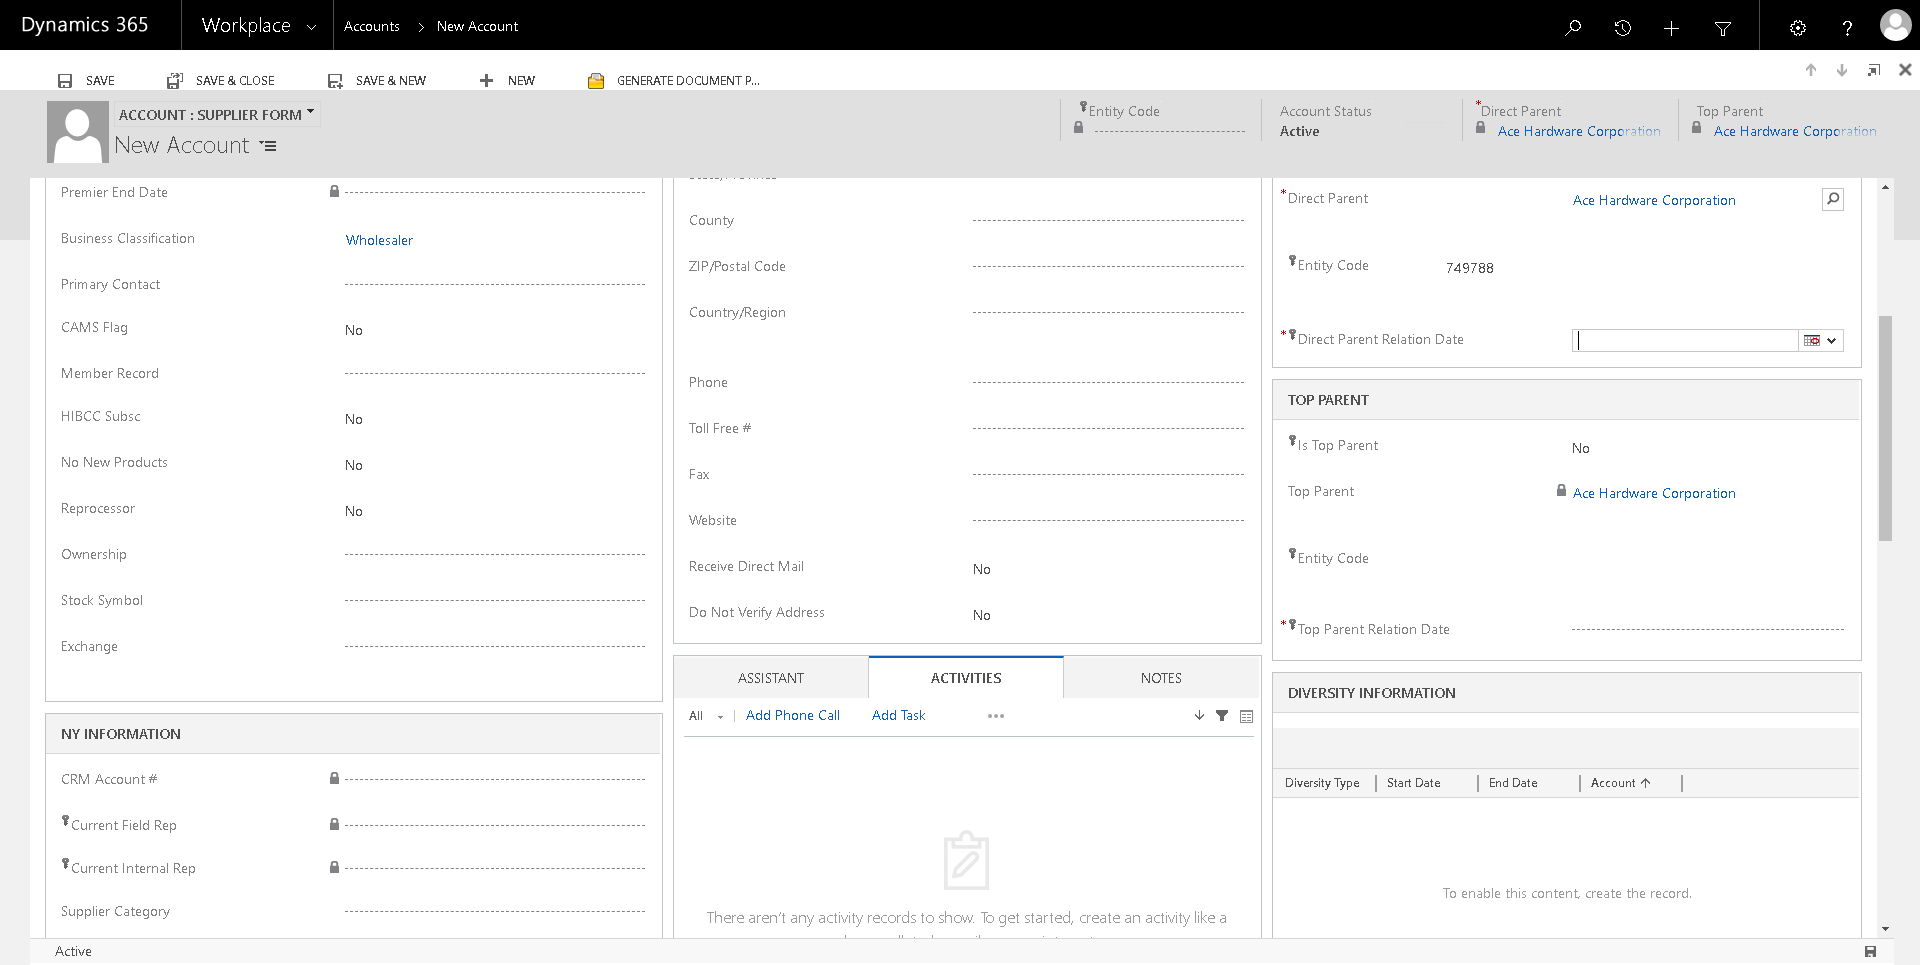 Dynamics 365
Workplace
Accounts > New Account
?
SAVE
SAVE & CLOSE
SAVE & NEW
NEW
GENERATE DOCUMENT P...
ACCOUNT : SUPPLIER FORM
New Account
Entity Code
Account Status
Active
*Direct Parent
Ace Hardware Corporation
Top Parent
Ace Hardware Corporation
Premier End Date
Business Classification
Wholesaler
Primary Contact
CAMS Flag
No
Member Record
HIBCC Subsc
No
No New Products
No
Reprocessor
No
Ownership
Stock Symbol
Exchange
NY INFORMATION
CRM Account #
Current Field Rep
Current Internal Rep
Supplier Category
County
ZIP/Postal Code
Country/Region
Phone
Toll Free #
Fax
Website
Receive Direct Mail
No
Do Not Verify Address
No
ASSISTANT
ACTIVITIES
NOTES
All
Add Phone Call
Add Task
...
There aren't any activity records to show. To get started, create an activity like a
*Direct Parent
Ace Hardware Corporation
Entity Code
749788
*Direct Parent Relation Date
TOP PARENT
Is Top Parent
No
Top Parent
Ace Hardware Corporation
Entity Code
*Top Parent Relation Date
DIVERSITY INFORMATION
Diversity Type
Start Date
End Date
Account
To enable this content, create the record.
Active